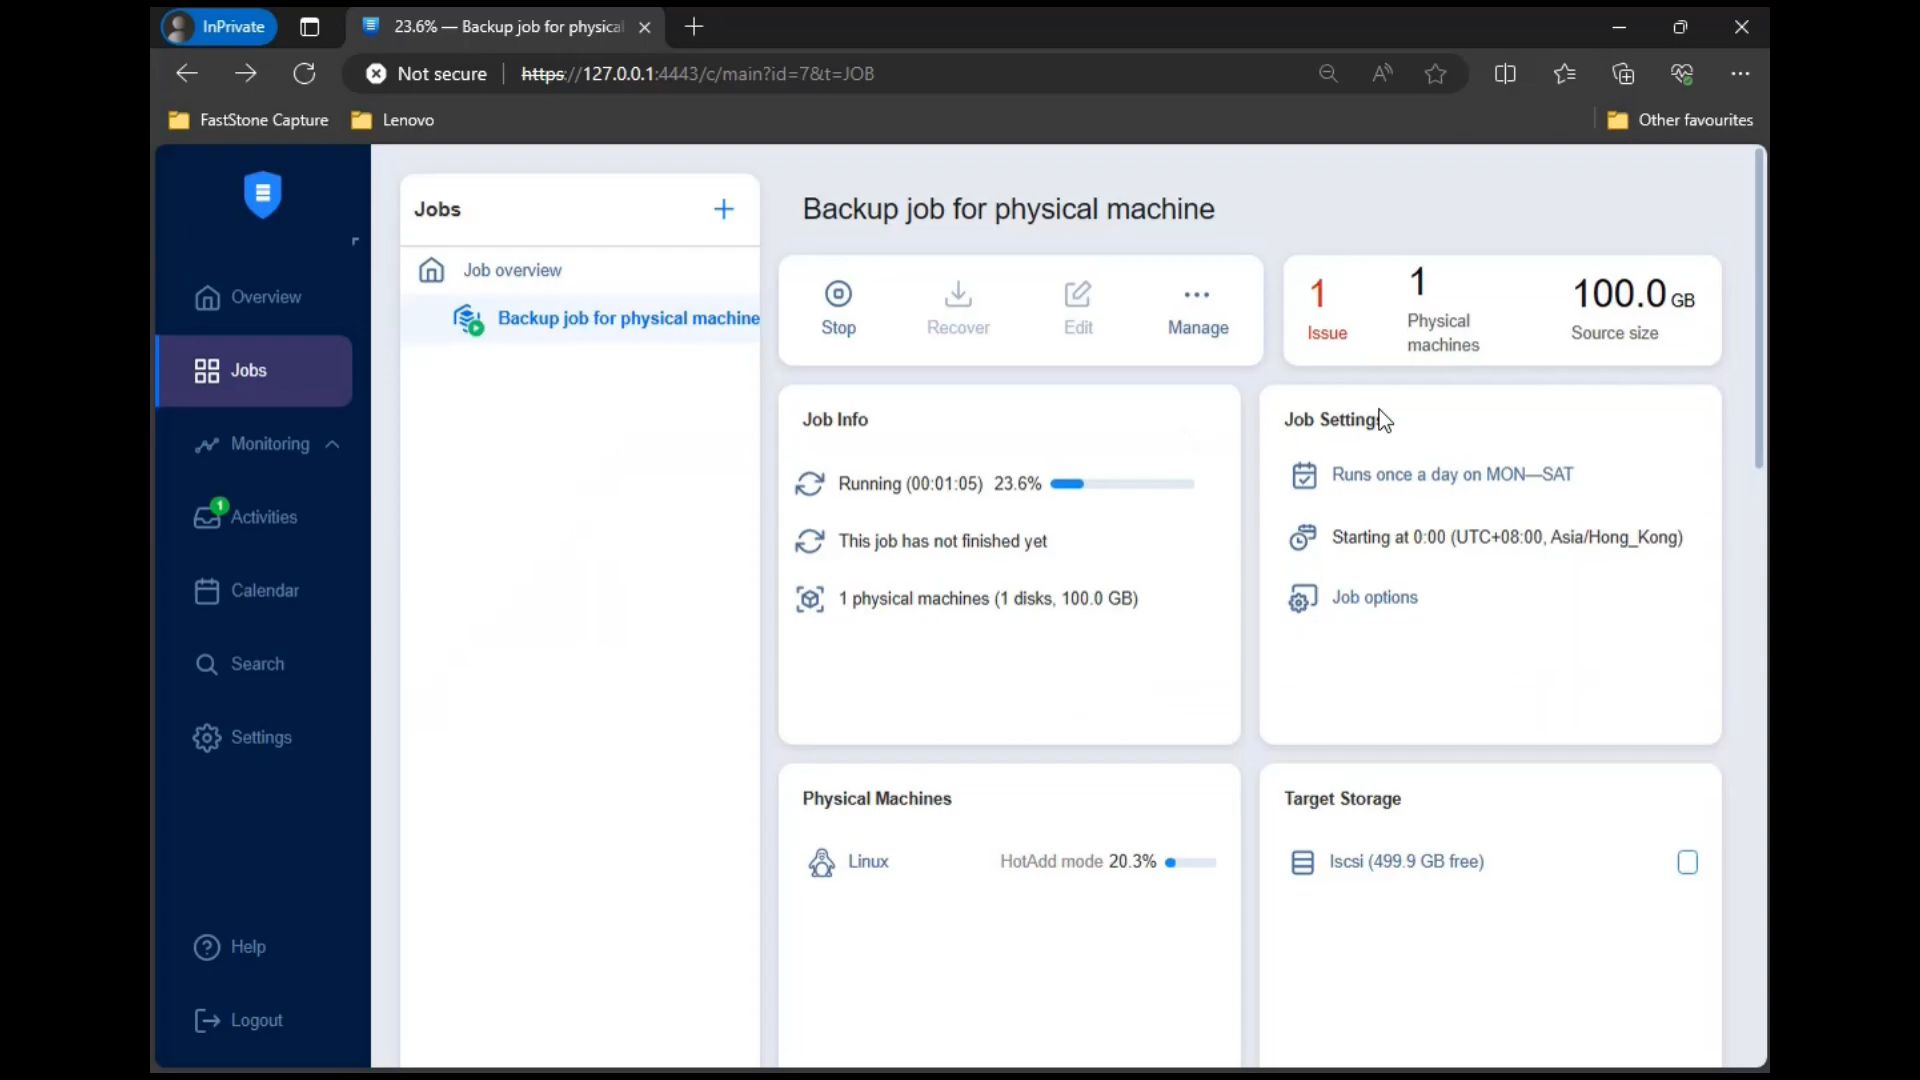 InPrivate
23.6% — Backup job for physical
Not secure
https://127.0.0.1:4443/c/main?id=7&t=JOB
FastStone Capture
Lenovo
Other favourites
Overview
Jobs
Monitoring
1
Activities
Calendar
Search
Settings
Help
Logout
Jobs
Job overview
Backup job for physical machine
Backup job for physical machine
Stop
Recover
Edit
Manage
1
Issue
1
Physical
machines
100.0 GB
Source size
Job Info
Running (00:01:05) 23.6%
This job has not finished yet
1 physical machines (1 disks, 100.0 GB)
Job Settings
Runs once a day on MON—SAT
Starting at 0:00 (UTC+08:00, Asia/Hong_Kong)
Job options
Physical Machines
Linux
HotAdd mode 20.3%
Target Storage
Iscsi (499.9 GB free)